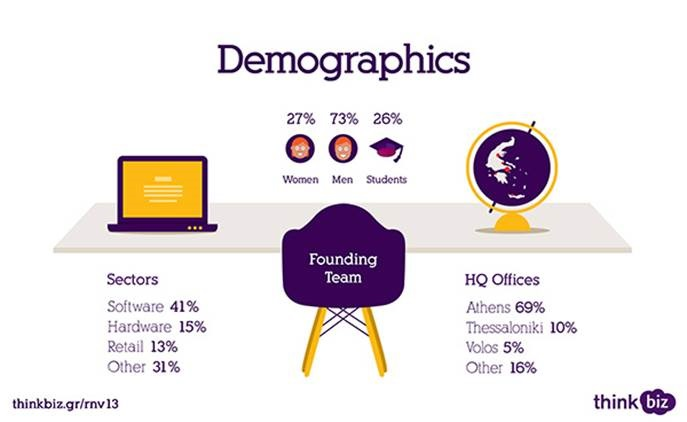 Demographics
27% 73% 26%
Women Men Students
Founding
Team
Sectors
Software 41%
Hardware 15%
Retail 13%
Other 31%
HQ Offices
Athens 69%
Thessaloniki 10%
Volos 5%
Other 16%
thinkbiz.gr/rnv13
think biz